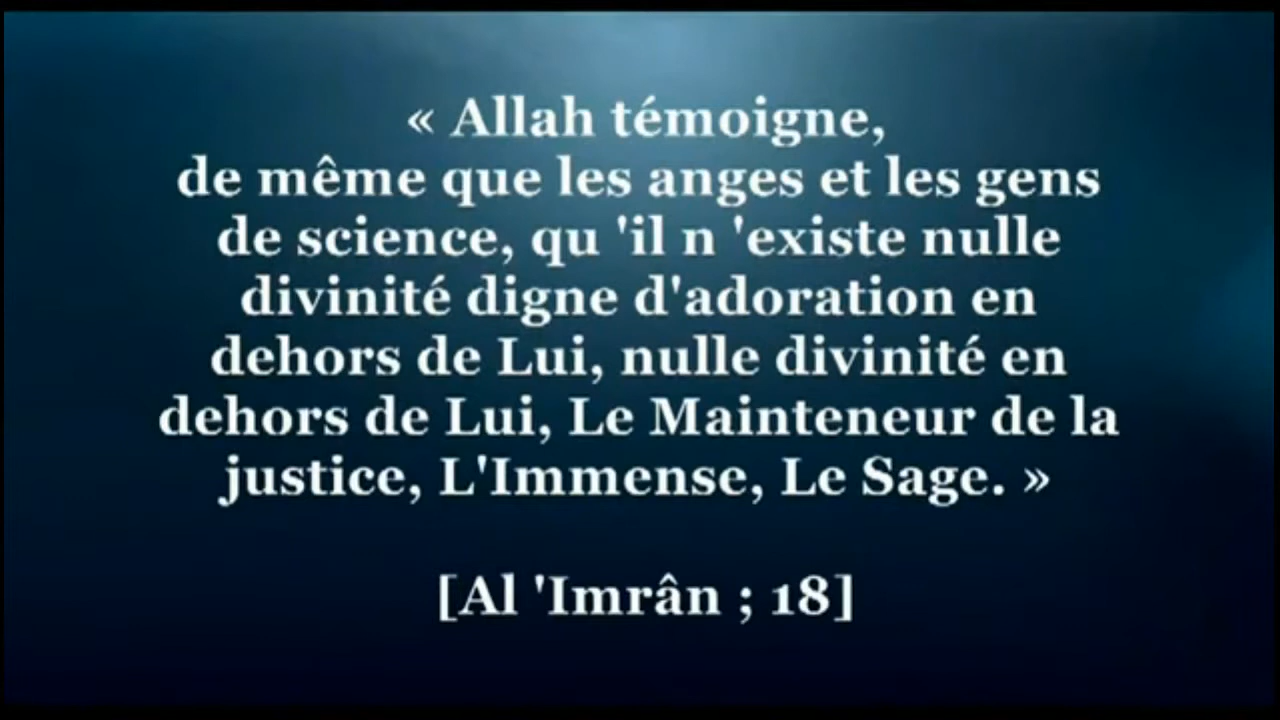 « Allah témoigne,
de même que les anges et les gens
de science, qu 'il n 'existe nulle
divinité digne d'adoration en
dehors de Lui, nulle divinité en
dehors de Lui, Le Mainteneur de la
justice, L'Immense, Le Sage. »
[Al 'Imrân ; 18]